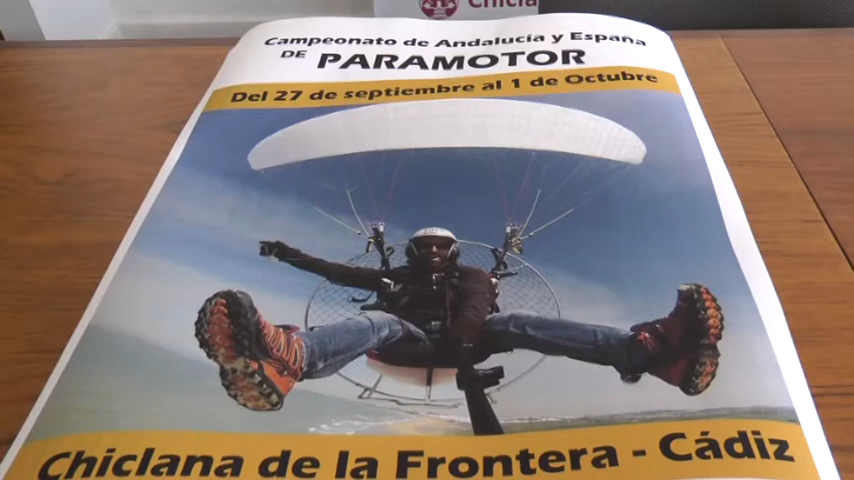 Chiclana
Campeonato de Andalucía y España
DE PARAMOTOR
Del 27 de septiembre al 1 de Octubre
Chiclana de la Frontera - Cádiz